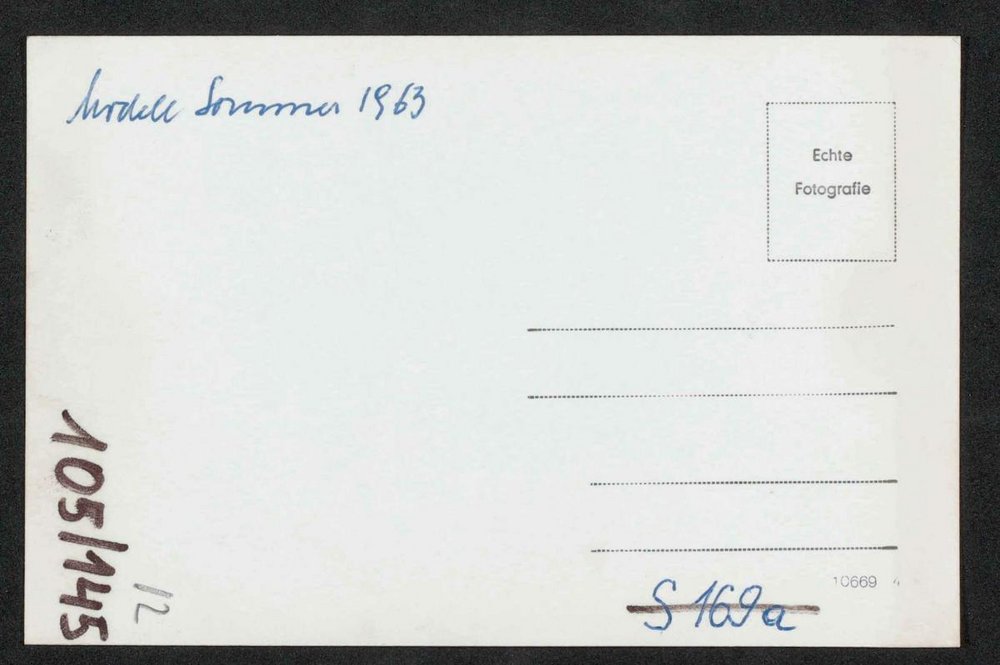 Modell Sommer 1963
Echte
Fotografie
105/145
12
10669 4
S 169a